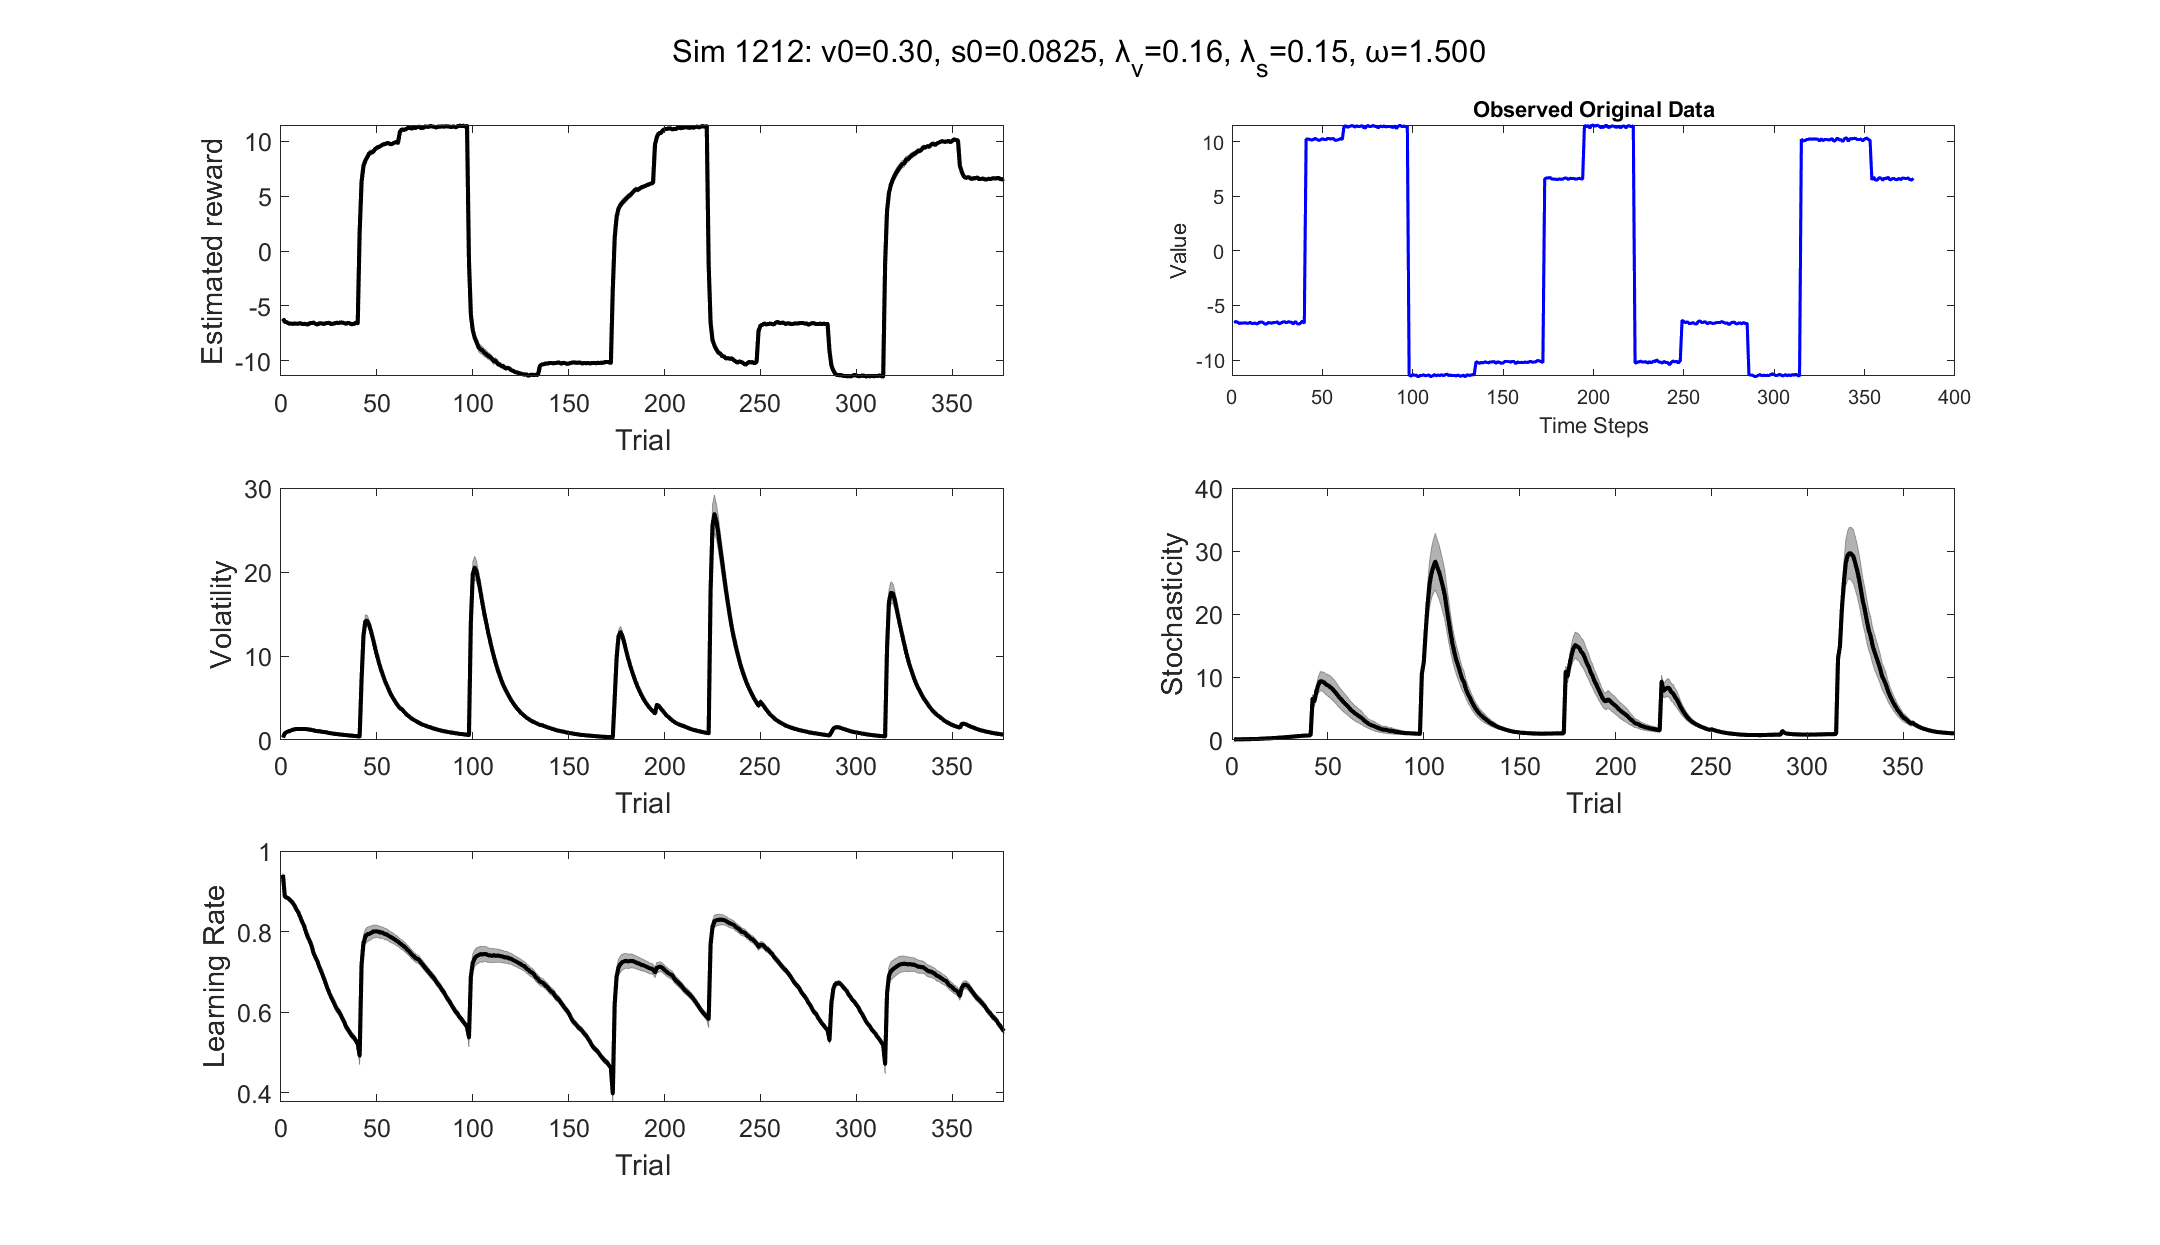 Sim 1212: v0=0.30, s0=0.0825, λv=0.16, λs=0.15, ω=1.500
Estimated reward
10
5
0
-5
-10
0 50 100 150 200 250 300 350
Trial
Observed Original Data
Value
10
5
0
-5
-10
0 50 100 150 200 250 300 350 400
Time Steps
Volatility
30
20
10
0
0 50 100 150 200 250 300 350
Trial
Stochasticity
40
30
20
10
0
0 50 100 150 200 250 300 350
Trial
Learning Rate
1
0.8
0.6
0.4
0 50 100 150 200 250 300 350
Trial